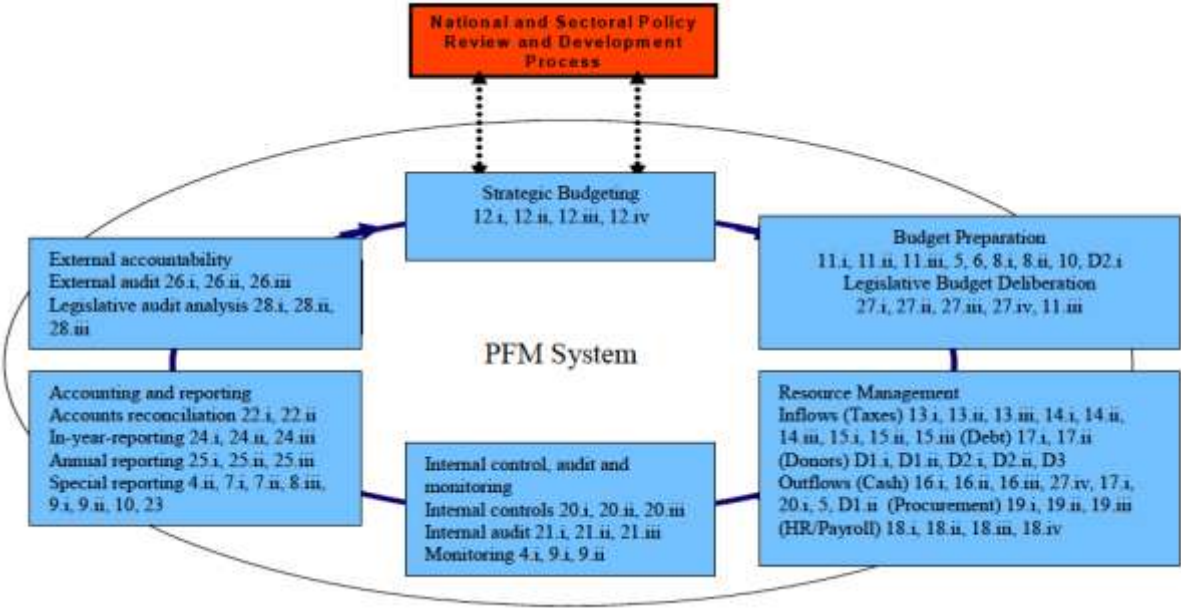 National and Sectoral Policy
Review and Development
Process
Strategic Budgeting
12.i, 12.ii, 12.iii, 12.iv
Budget Preparation
11.i, 11.ii, 11.iii, 5, 6, 8.i, 8.ii, 10, D2.i
Legislative Budget Deliberation
27.i, 27.ii, 27.iii, 27.iv, 11.iii
External accountability
External audit 26.i, 26.ii, 26.iii
Legislative audit analysis 28.i, 28.ii,
28.iii
PFM System
Accounting and reporting
Accounts reconciliation 22.i, 22.ii
In-year-reporting 24.i, 24.ii, 24.iii
Annual reporting 25.i, 25.ii, 25.iii
Special reporting 4.ii, 7.i, 7.ii, 8.iii,
9.i, 9.ii, 10, 23
Internal control, audit and
monitoring
Internal controls 20.i, 20.ii, 20.iii
Internal audit 21.i, 21.ii, 21.iii
Monitoring 4.i, 9.i, 9.ii
Resource Management
Inflows (Taxes) 13.i, 13.ii, 13.iii, 14.i, 14.ii,
14.iii, 15.i, 15.ii, 15.iii (Debt) 17.i, 17.ii
(Donors) D1.i, D1.ii, D2.i, D2.ii, D3
Outflows (Cash) 16.i, 16.ii, 16.iii, 27.iv, 17.i,
20.i, 5, D1.ii (Procurement) 19.i, 19.ii, 19.iii
(HR/Payroll) 18.i, 18.ii, 18.iii, 18.iv